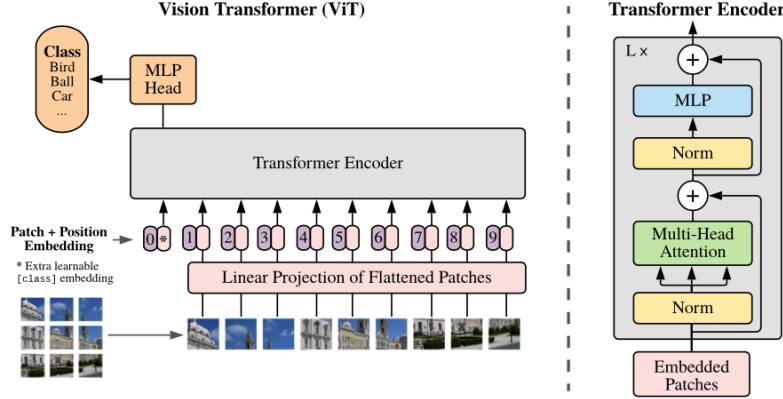 Vision Transformer (ViT)
Class
Bird
Ball
Car
...
MLP
Head
Transformer Encoder
Patch + Position
Embedding
0 * 1 2 3 4 5 6 7 8 9
* Extra learnable
[class] embedding
Linear Projection of Flattened Patches
Transformer Encoder
L ×
+
MLP
Norm
+
Multi-Head
Attention
Norm
Embedded
Patches